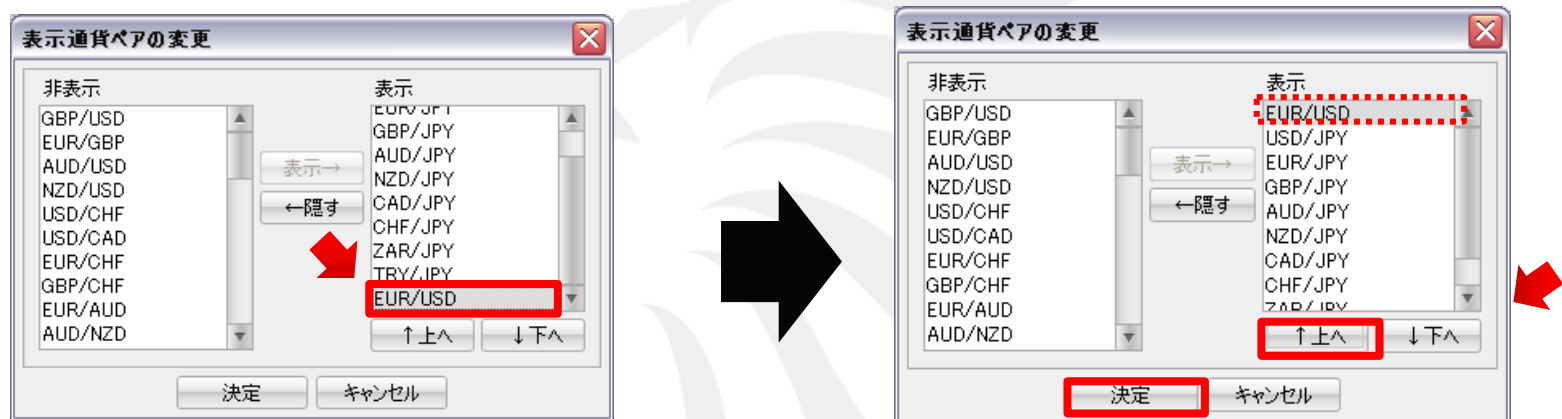 表示通貨ペアの変更
非表示
GBP/USD
EUR/GBP
AUD/USD
NZD/USD
USD/CHF
USD/CAD
EUR/CHF
GBP/CHF
EUR/AUD
AUD/NZD
表示→
←隠す
表示
EUR/JPY
GBP/JPY
AUD/JPY
NZD/JPY
CAD/JPY
CHF/JPY
ZAR/JPY
TRY/JPY
EUR/USD
↑上へ
↓下へ
決定
キャンセル
表示通貨ペアの変更
非表示
GBP/USD
EUR/GBP
AUD/USD
NZD/USD
USD/CHF
USD/CAD
EUR/CHF
GBP/CHF
EUR/AUD
AUD/NZD
表示→
←隠す
表示
EUR/USD
USD/JPY
EUR/JPY
GBP/JPY
AUD/JPY
NZD/JPY
CAD/JPY
CHF/JPY
ZAR/JPY
↑上へ
↓下へ
決定
キャンセル